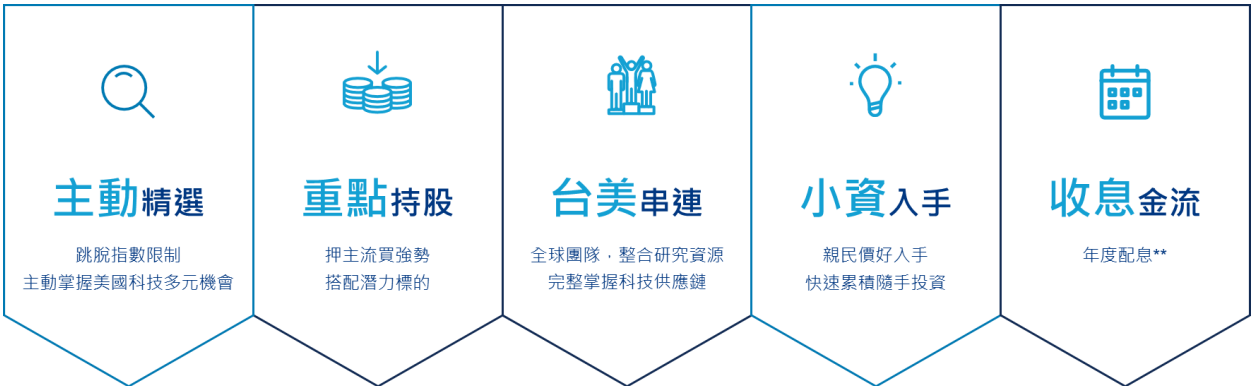 主動精選
跳脫指數限制
主動掌握美國科技多元機會
重點持股
押主流買強勢
搭配潛力標的
台美串連
全球團隊，整合研究資源
完整掌握科技供應鏈
小資入手
親民價好入手
快速累積隨手投資
收息金流
年度配息**